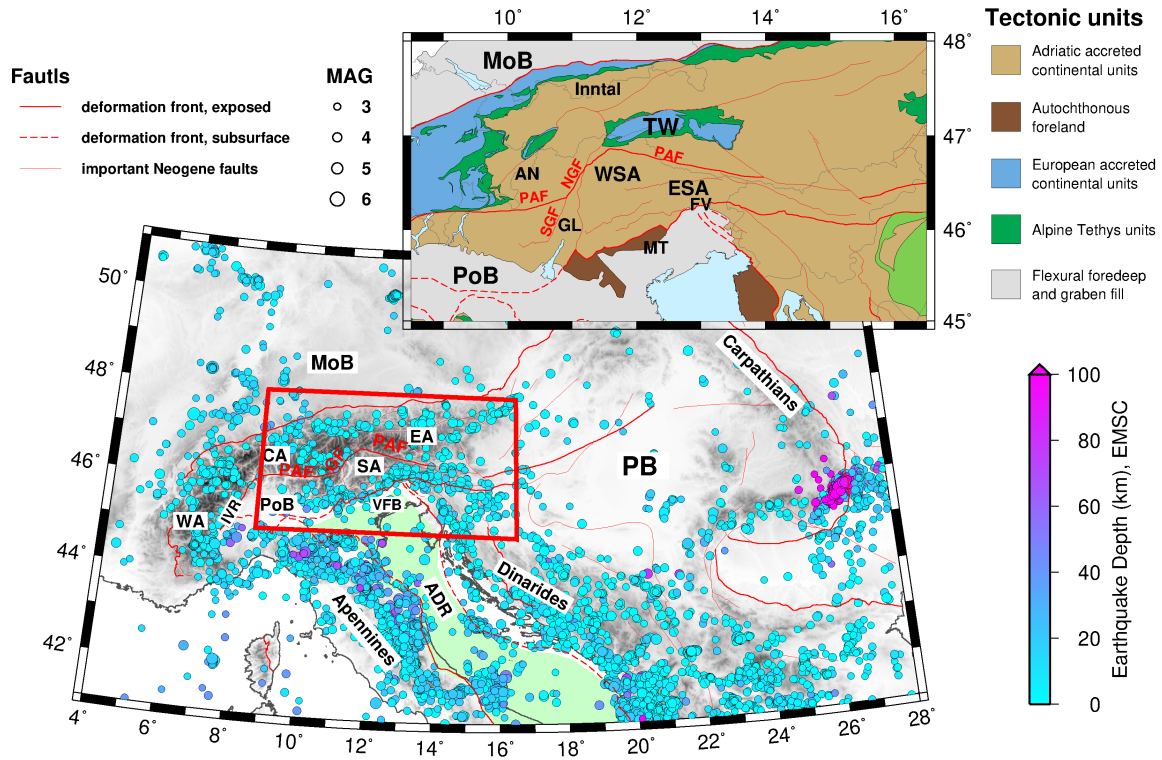 10°
12°
14°
16°
Tectonic units
48°
47°
46°
45°
MoB
Inntal
TW
PAF
AN
NGF
WSA
ESA
PAF
FV
SGF
GL
MT
PoB
Adriatic accreted
continental units
Autochthonous
foreland
European accreted
continental units
Alpine Tethys units
Flexural foredeep
and graben fill
Fautls
MAG
deformation front, exposed
3
deformation front, subsurface
4
important Neogene faults
5
6
50°
48°
46°
44°
42°
MoB
Carpathians
EA
PAF
CA
PAF
SA
PB
PoB
VFB
IVR
WA
ADR
Dinarides
Apennines
4°
6°
8°
10°
12°
14°
16°
18°
20°
22°
24°
26°
28°
100
80
60
40
20
0
Earthquake Depth (km), EMSC